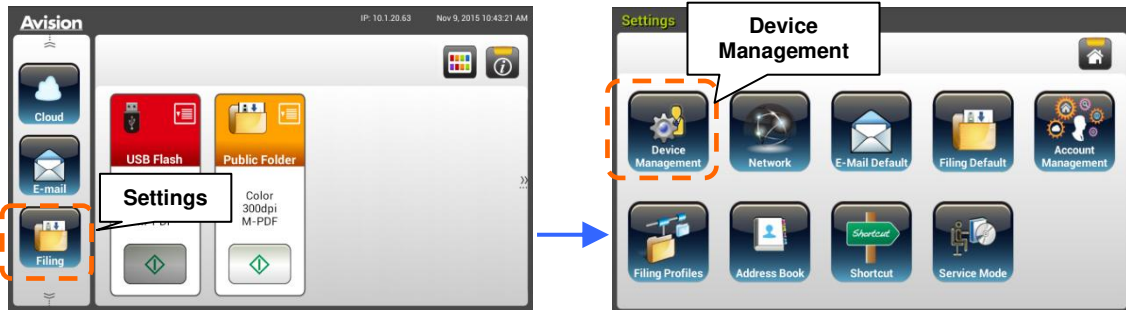 Avision
IP: 10.1.20.63
Nov 9, 2015 10:43:21 AM
Cloud
E-mail
Filing
USB Flash
Public Folder
Color
300dpi
M-PDF
Settings
Settings
Device
Management
Device
Management
Network
E-Mail Default
Filing Default
Account
Management
Filing Profiles
Address Book
Shortcut
Shortcut
Service Mode